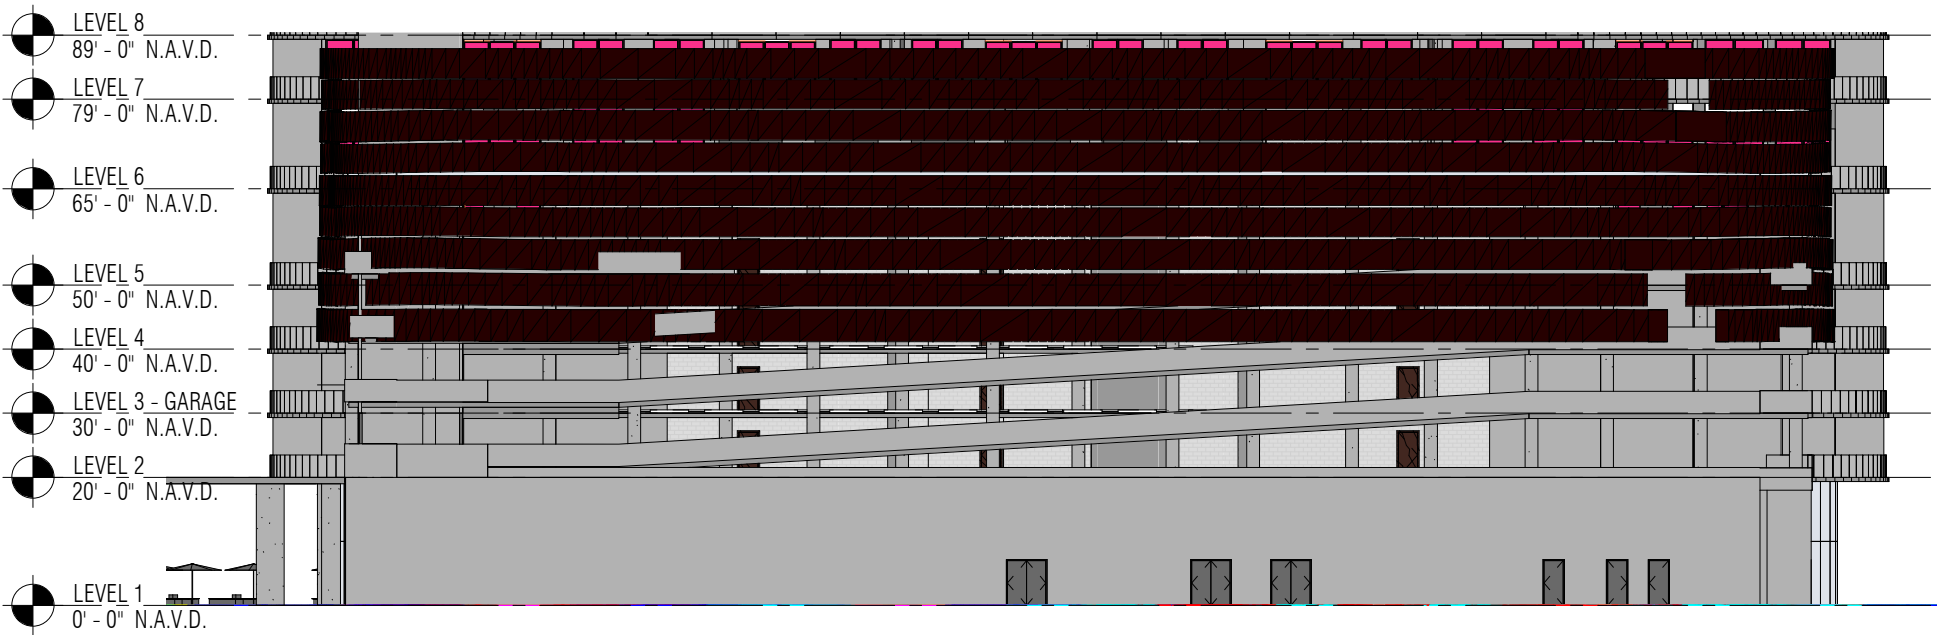 LEVEL 8
89' - 0" N.A.V.D.
LEVEL 7
79' - 0" N.A.V.D.
LEVEL 6
65' - 0" N.A.V.D.
LEVEL 5
50' - 0" N.A.V.D.
LEVEL 4
40' - 0" N.A.V.D.
LEVEL 3 - GARAGE
30' - 0" N.A.V.D.
LEVEL 2
20' - 0" N.A.V.D.
LEVEL 1
0' - 0" N.A.V.D.